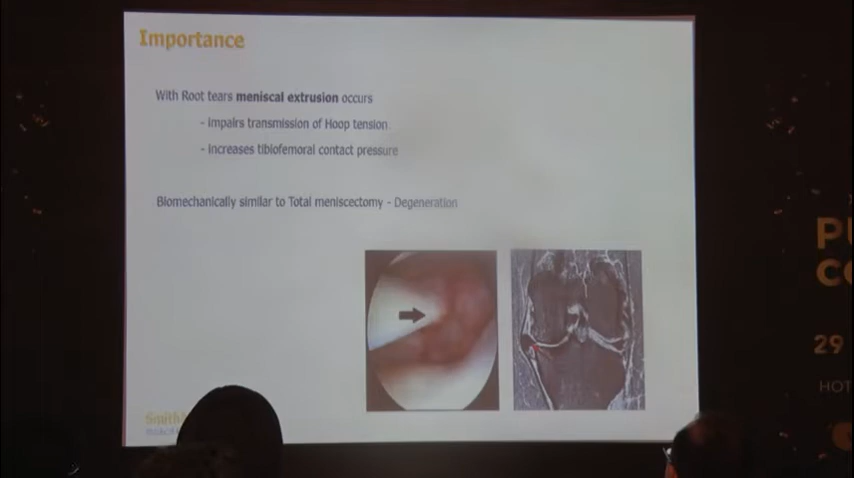 Importance
With Root tears meniscal extrusion occurs
- Impairs transmission of Hoop tension
- Increases tibiofemoral contact pressure
Biomechanically similar to Total meniscectomy - Degeneration
Smith
29
HOT